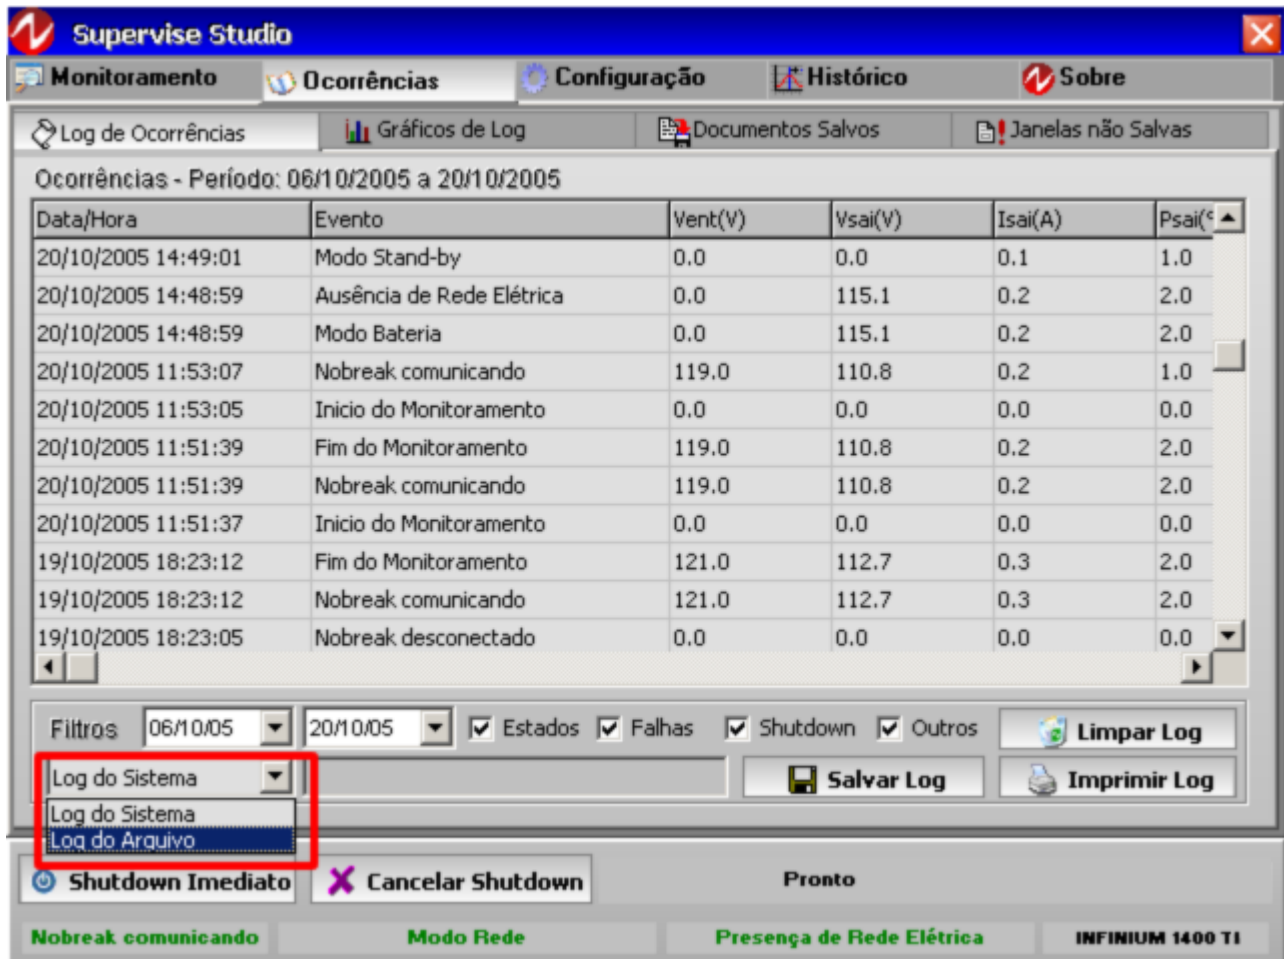 Supervise Studio
Monitoramento Ocorrências Configuração Histórico Sobre
Log de Ocorrências Gráficos de Log Documentos Salvos Janelas não Salvas
Ocorrências - Período: 06/10/2005 a 20/10/2005
Data/Hora Evento Vent(V) Vsai(V) Isai(A) Psai(
20/10/2005 14:49:01 Modo Stand-by 0.0 0.0 0.1 1.0
20/10/2005 14:48:59 Ausência de Rede Elétrica 0.0 115.1 0.2 2.0
20/10/2005 14:48:59 Modo Bateria 0.0 115.1 0.2 2.0
20/10/2005 11:53:07 Nobreak comunicando 119.0 110.8 0.2 1.0
20/10/2005 11:53:05 Inicio do Monitoramento 0.0 0.0 0.0 0.0
20/10/2005 11:51:39 Fim do Monitoramento 119.0 110.8 0.2 2.0
20/10/2005 11:51:39 Nobreak comunicando 119.0 110.8 0.2 2.0
20/10/2005 11:51:37 Inicio do Monitoramento 0.0 0.0 0.0 0.0
19/10/2005 18:23:12 Fim do Monitoramento 121.0 112.7 0.3 2.0
19/10/2005 18:23:12 Nobreak comunicando 121.0 112.7 0.3 2.0
19/10/2005 18:23:05 Nobreak desconectado 0.0 0.0 0.0 0.0
Filtros 06/10/05 20/10/05 Estados Falhas Shutdown Outros Limpar Log
Log do Sistema Salvar Log Imprimir Log
Log do Sistema
Log do Arquivo
Shutdown Imediato Cancelar Shutdown Pronto
Nobreak comunicando Modo Rede Presença de Rede Elétrica INFINIUM 1400 TI